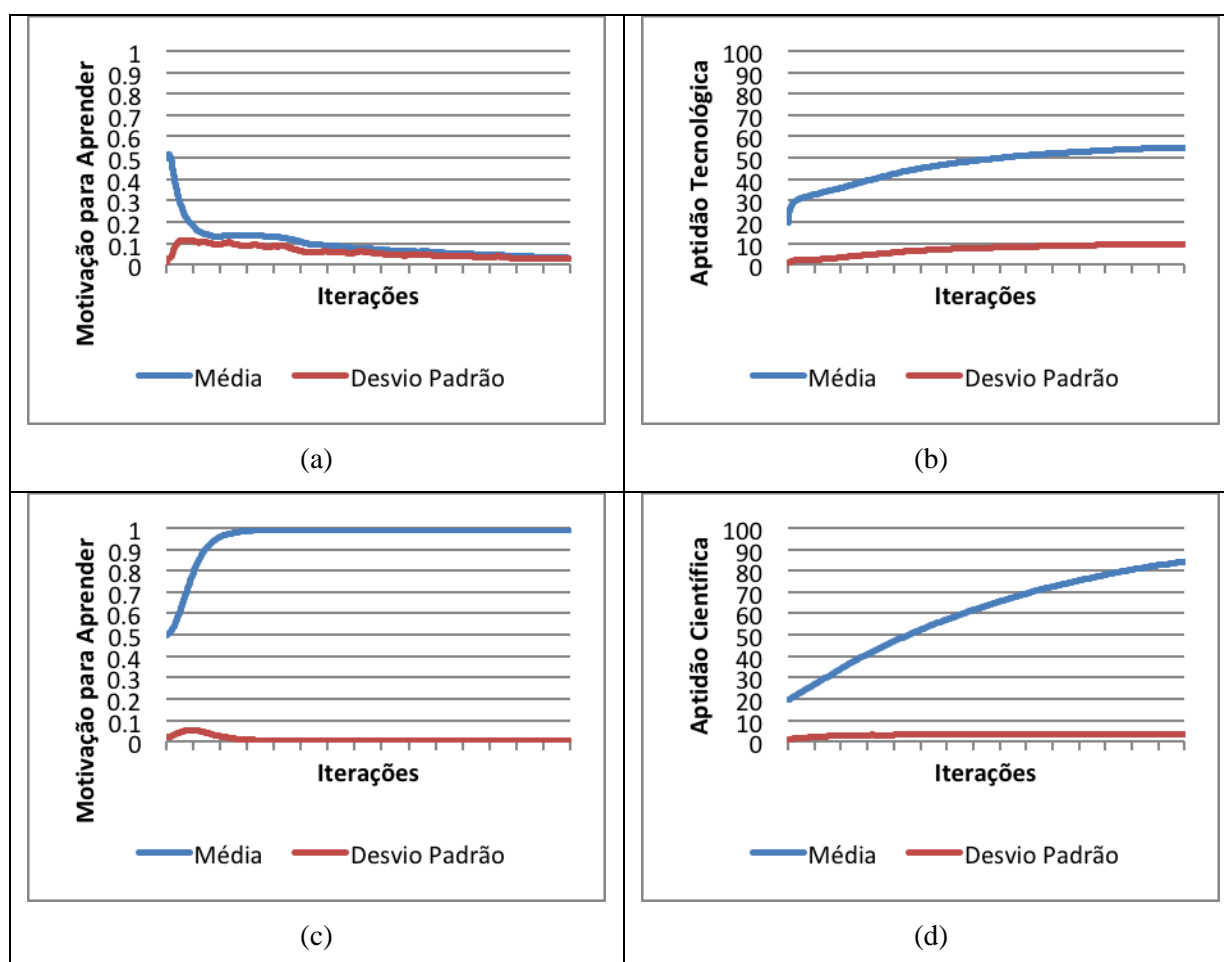 Motivação para Aprender
1
0.9
0.8
0.7
0.6
0.5
0.4
0.3
0.2
0.1
0
Iterações
Média Desvio Padrão
(a)
Aptidão Tecnológica
100
90
80
70
60
50
40
30
20
10
0
Iterações
Média Desvio Padrão
(b)
Motivação para Aprender
1
0.9
0.8
0.7
0.6
0.5
0.4
0.3
0.2
0.1
0
Iterações
Média Desvio Padrão
(c)
Aptidão Científica
100
90
80
70
60
50
40
30
20
10
0
Iterações
Média Desvio Padrão
(d)